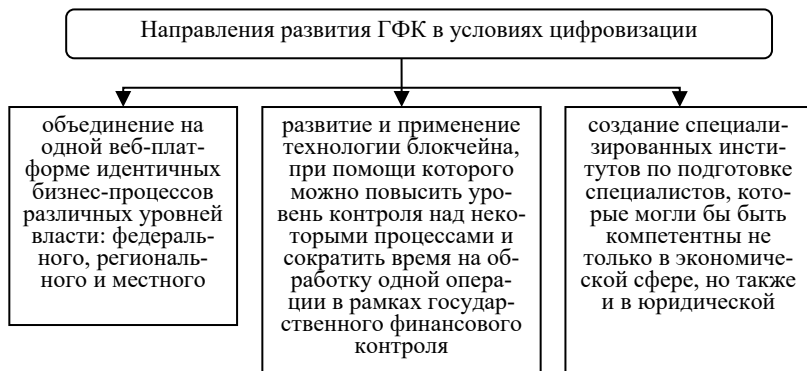 Направления развития ГФК в условиях цифровизации
объединение на
одной веб-плат-
форме идентичных
бизнес-процессов
различных уровней
власти: федераль-
ного, региональ-
ного и местного
развитие и применение
технологии блокчейна,
при помощи которого
можно повысить уро-
вень контроля над неко-
торыми процессами и
сократить время на об-
работку одной опера-
ции в рамках государ-
ственного финансового
контроля
создание специали-
зированных инсти-
тутов по подготовке
специалистов, кото-
рые могли бы быть
компетентны не
только в экономиче-
ской сфере, но также
и в юридической